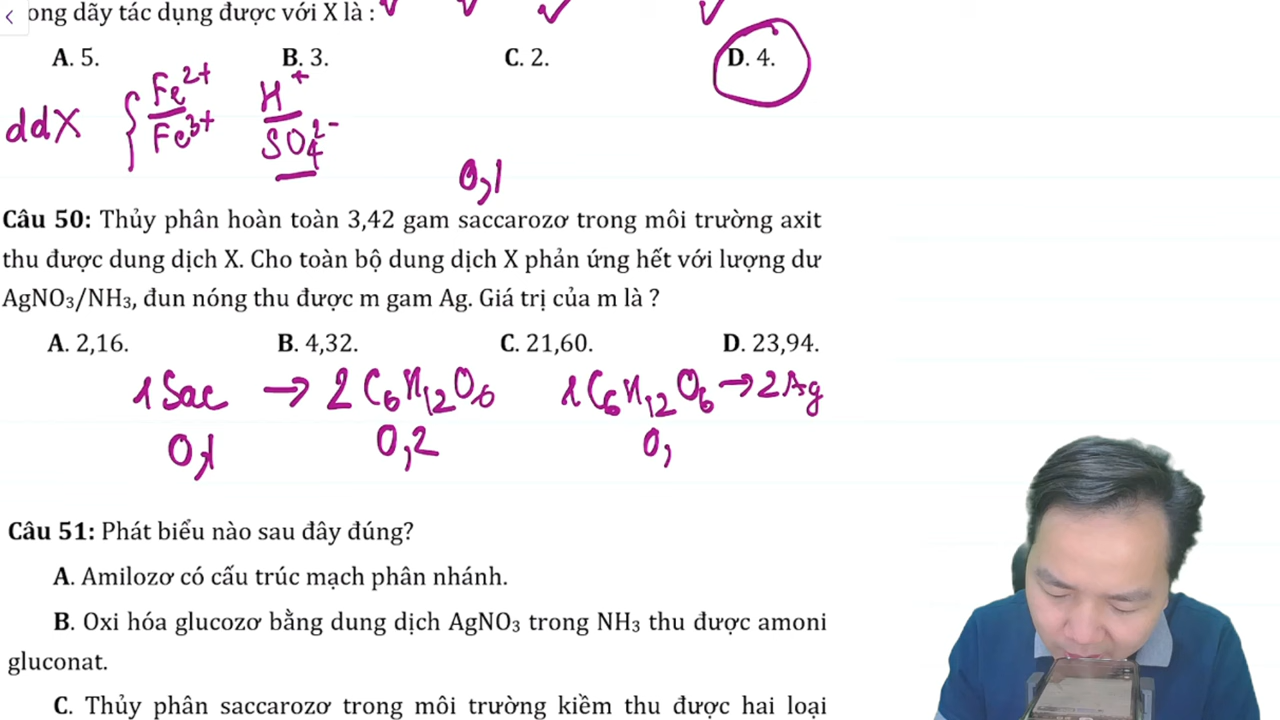 ong dãy tác dụng được với X là :
A. 5. B. 3. C. 2. D. 4.
ddX { Fe2+ Fe3+ H+ SO₄2-
0,1
Câu 50: Thủy phân hoàn toàn 3,42 gam saccarozơ trong môi trường axit
thu được dung dịch X. Cho toàn bộ dung dịch X phản ứng hết với lượng dư
AgNO₃/NH₃, đun nóng thu được m gam Ag. Giá trị của m là ?
A. 2,16. B. 4,32. C. 21,60. D. 23,94.
1 Sac → 2 C₆H₁₂O₆ 1 C₆H₁₂O₆ → 2 Ag
0,1 0,2 0,
Câu 51: Phát biểu nào sau đây đúng?
A. Amilozơ có cấu trúc mạch phân nhánh.
B. Oxi hóa glucozơ bằng dung dịch AgNO₃ trong NH₃ thu được amoni
gluconat.
C. Thủy phân saccarozơ trong môi trường kiềm thu được hai loại